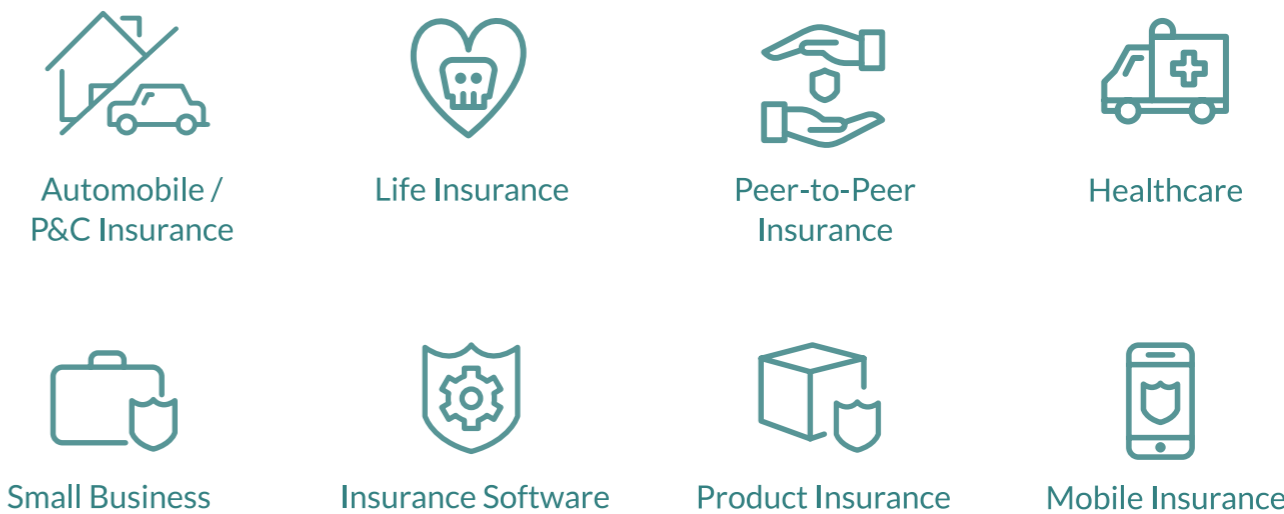 Automobile /
P&C Insurance
Life Insurance
Peer-to-Peer
Insurance
Healthcare
Small Business
Insurance Software
Product Insurance
Mobile Insurance